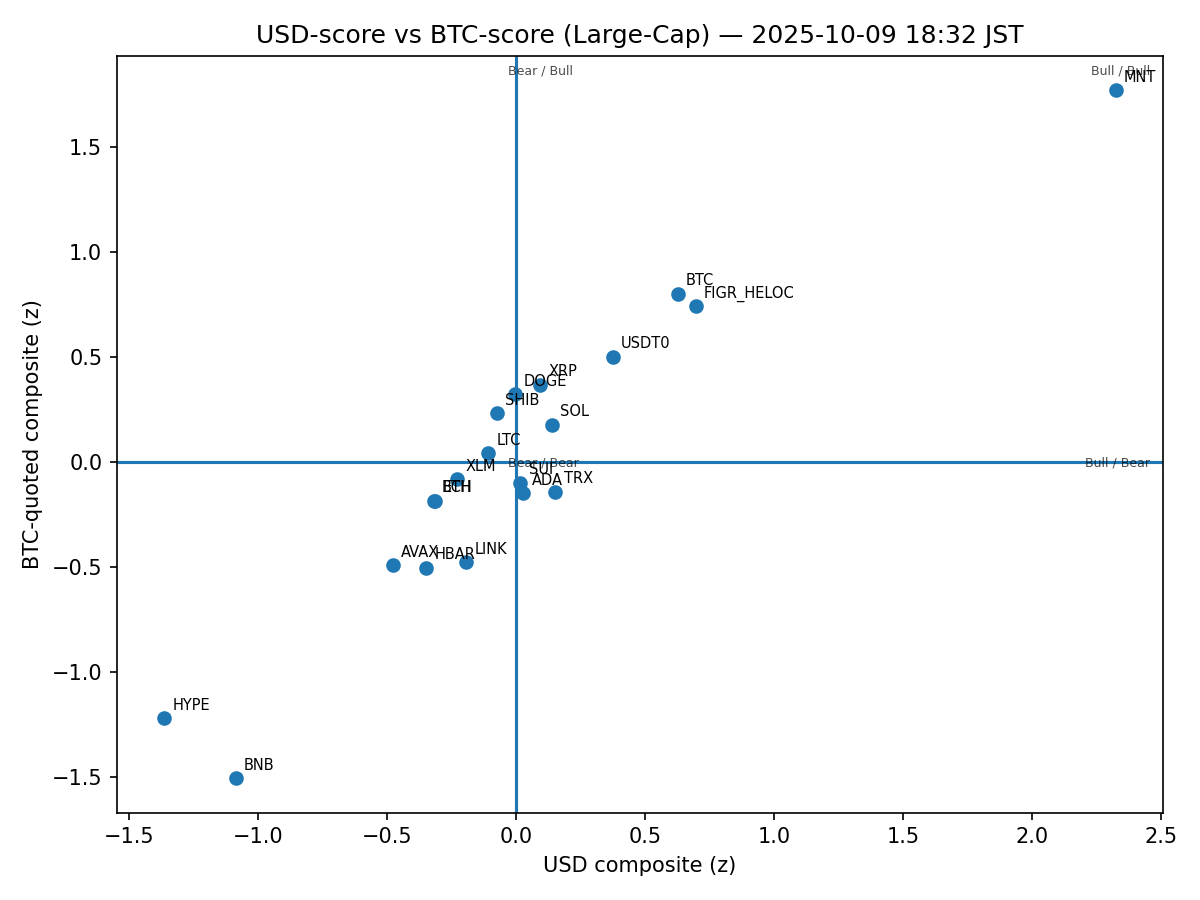 USD-score vs BTC-score (Large-Cap) — 2025-10-09 18:32 JST
Bear / Bull
Bull / Bull
MNT
1.5
1.0
BTC
FIGR_HELOC
0.5
USDT0
XRP
DOGE
SHIB
SOL
LTC
0.0
XLM
Bear / Bear
Bull / Bear
SUI
ADA
TRX
ETH
BCH
AVAX
HBAR
LINK
−0.5
−1.0
HYPE
BNB
−1.5
−1.5
−1.0
−0.5
0.0
0.5
1.0
1.5
2.0
2.5
USD composite (z)
BTC-quoted composite (z)